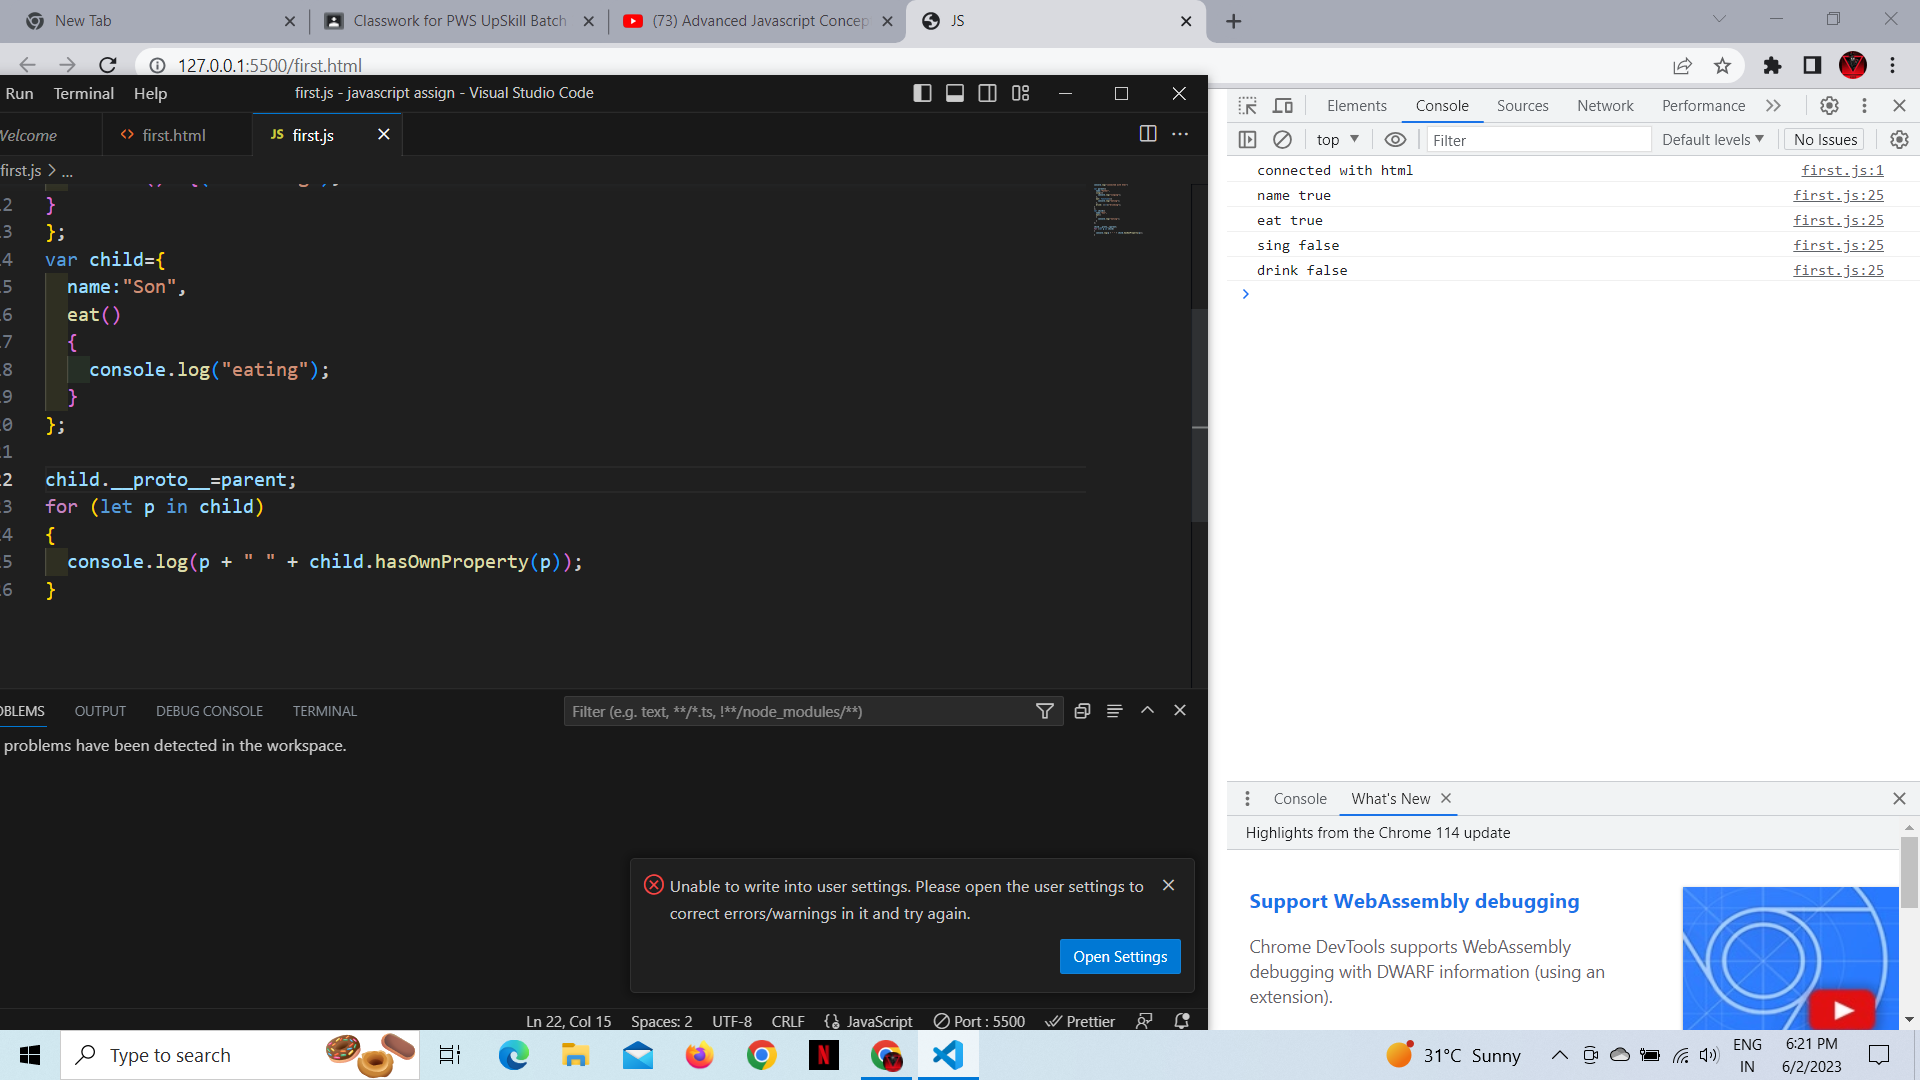 New Tab
Classwork for PWS UpSkill Batch
(73) Advanced Javascript Concep
JS
127.0.0.1:5500/first.html
Run Terminal Help
first.js - javascript assign - Visual Studio Code
Welcome
first.html
JS first.js
first.js > ...
2 }
3 };
4 var child={
5 name:"Son",
6 eat()
7 {
8 console.log("eating");
9 }
0 };
1
2 child.__proto__=parent;
3 for (let p in child)
4 {
5 console.log(p + " " + child.hasOwnProperty(p));
6 }
OBLEMS OUTPUT DEBUG CONSOLE TERMINAL
Filter (e.g. text, **/*.ts, !**/node_modules/**)
problems have been detected in the workspace.
Unable to write into user settings. Please open the user settings to
correct errors/warnings in it and try again.
Open Settings
Ln 22, Col 15 Spaces: 2 UTF-8 CRLF {} JavaScript Port : 5500 Prettier
Elements Console Sources Network Performance
top Filter Default levels No Issues
connected with html first.js:1
name true first.js:25
eat true first.js:25
sing false first.js:25
drink false first.js:25
Console What's New
Highlights from the Chrome 114 update
Support WebAssembly debugging
Chrome DevTools supports WebAssembly
debugging with DWARF information (using an
extension).
Type to search
N
31°C Sunny
ENG
IN
6:21 PM
6/2/2023